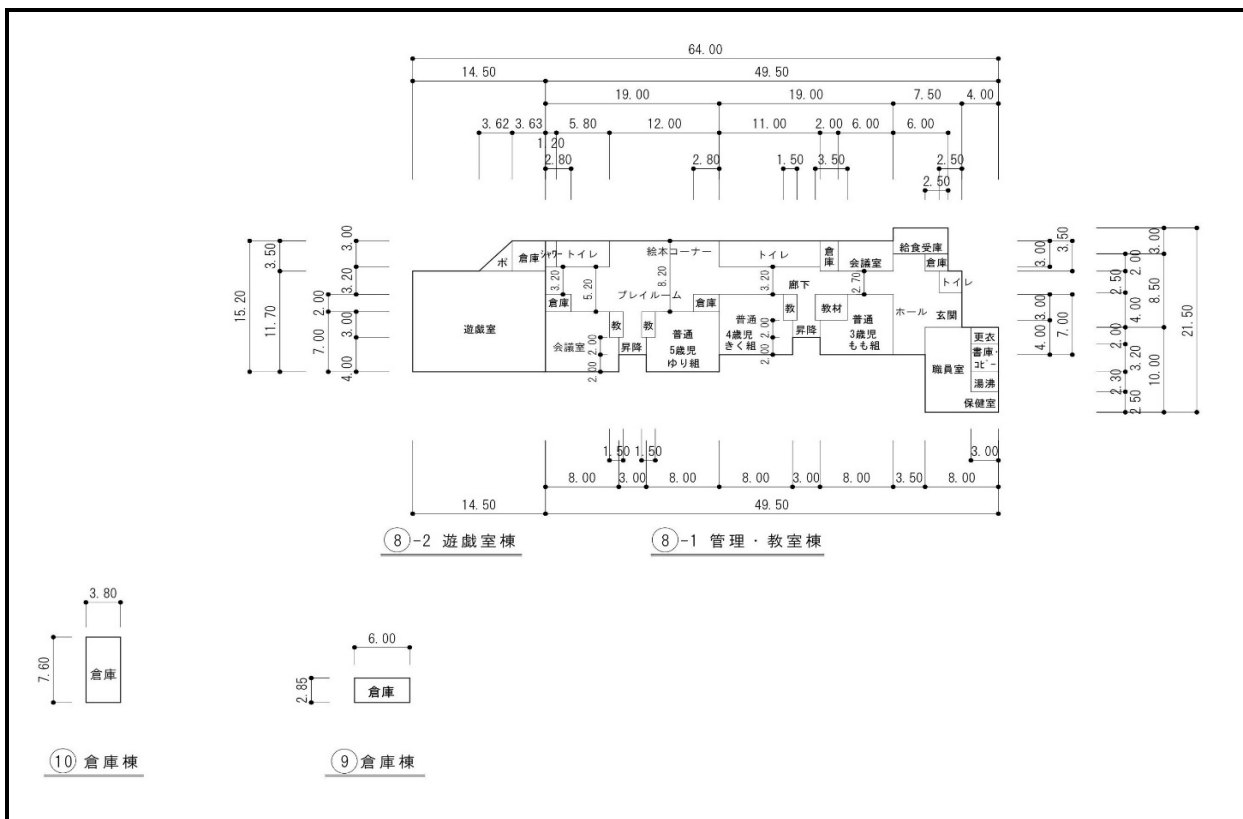 64.00
14.50 49.50
19.00 19.00 7.50 4.00
3.62 3.63 5.80 12.00 11.00 2.00 6.00 6.00
1.20
2.80 2.80 1.50 3.50 2.50
2.50
15.20
3.50
11.70
3.00
3.20
2.00
3.00
7.00
4.00
ポ 倉庫 シャワー トイレ 絵本コーナー トイレ 倉庫 会議室 給食受庫
倉庫
トイレ
3.20 5.20 8.20 3.20 2.70
プレイルーム 廊下
倉庫 倉庫 教 教材 ホール 玄関
遊戯室
会議室
教 教
普通
5歳児
ゆり組
普通
4歳児
きく組
普通
3歳児
もも組
昇降 昇降
2.00 2.00
2.00 2.00
職員室
更衣
書庫・
コピー
湯沸
保健室
3.00 3.50
3.00 4.00 7.00
2.00
2.50
4.00
2.00
3.20
2.30
2.50
3.00
8.50
10.00
21.50
1.50 1.50 3.00
8.00 3.00 8.00 8.00 3.00 8.00 3.50 8.00
14.50 49.50
⑧-2 遊戯室棟
⑧-1 管理・教室棟
3.80
7.60
倉庫
⑩ 倉庫棟
6.00
2.85
倉庫
⑨ 倉庫棟